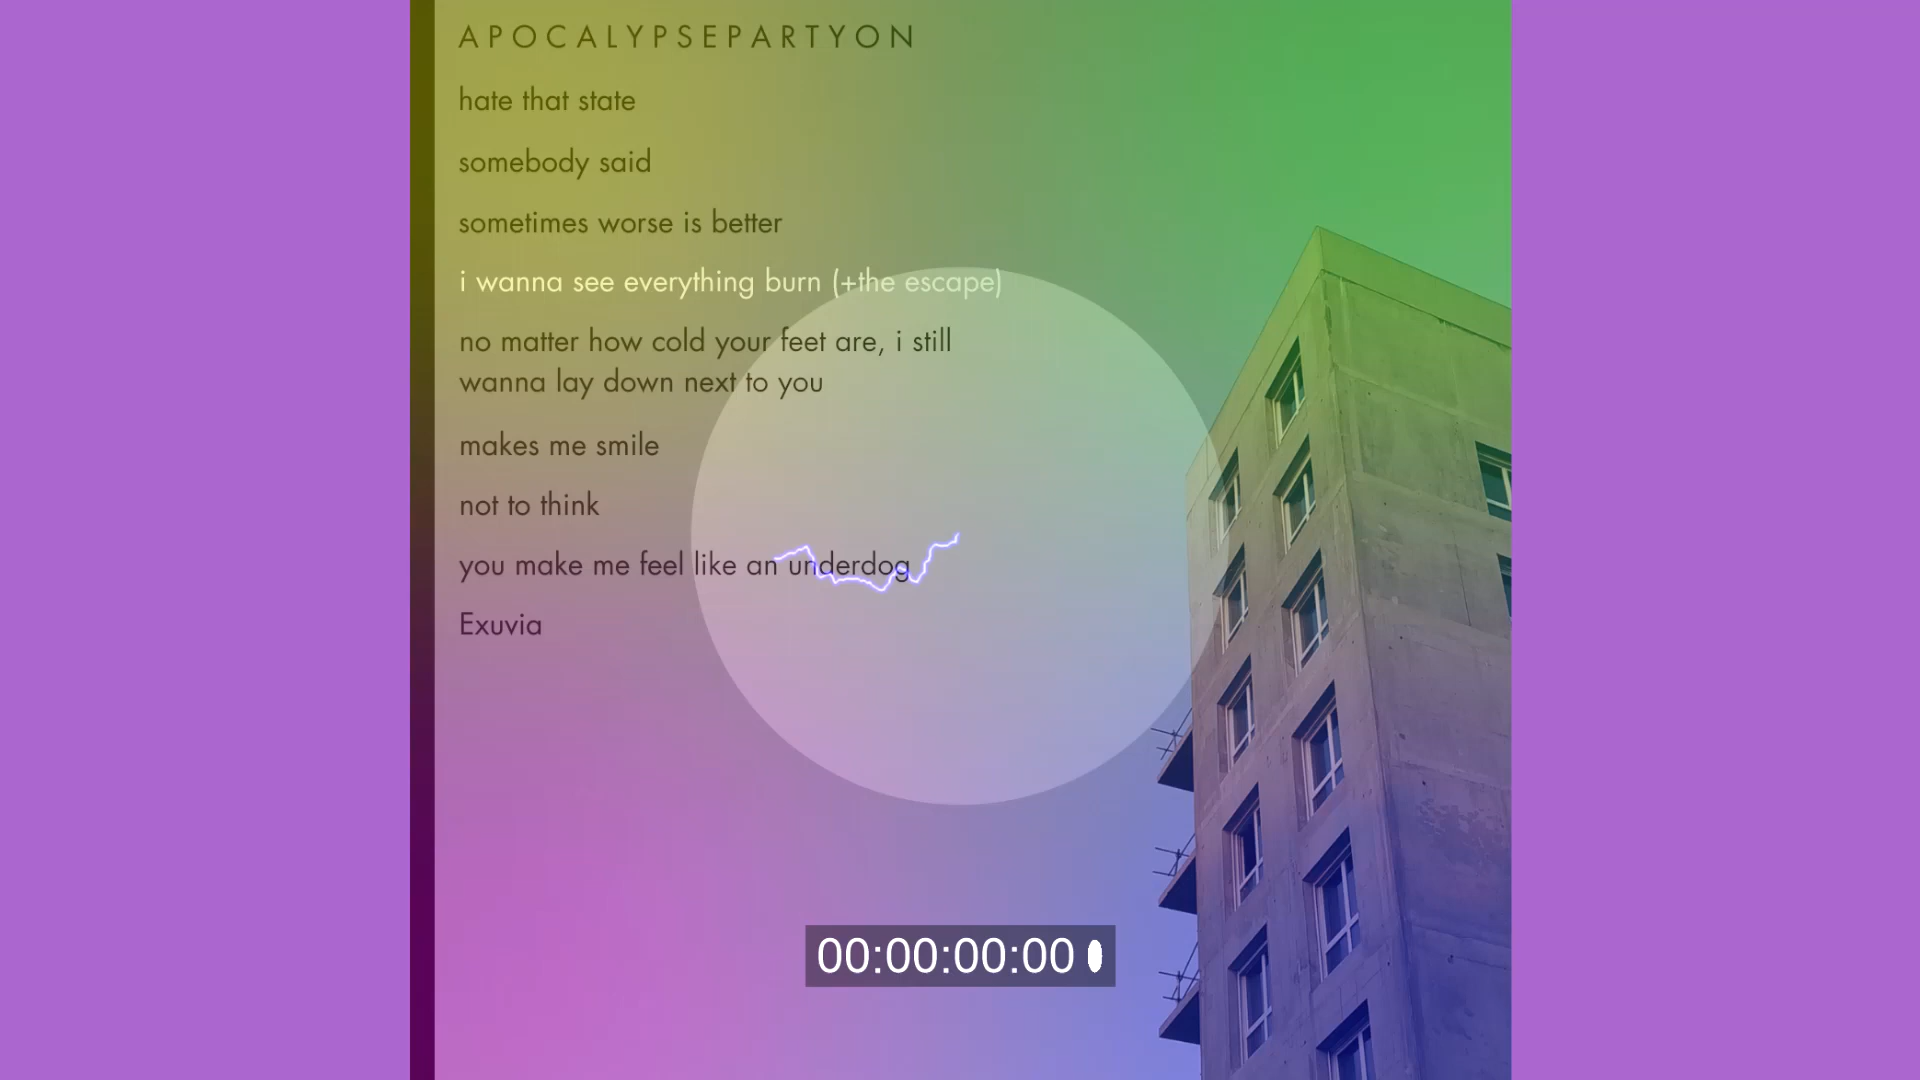 APOCALYPSEPARTYON
hate that state
somebody said
sometimes worse is better
i wanna see everything burn (+the escape)
no matter how cold your feet are, i still
wanna lay down next to you
makes me smile
not to think
you make me feel like an underdog
Exuvia
00:00:00:00